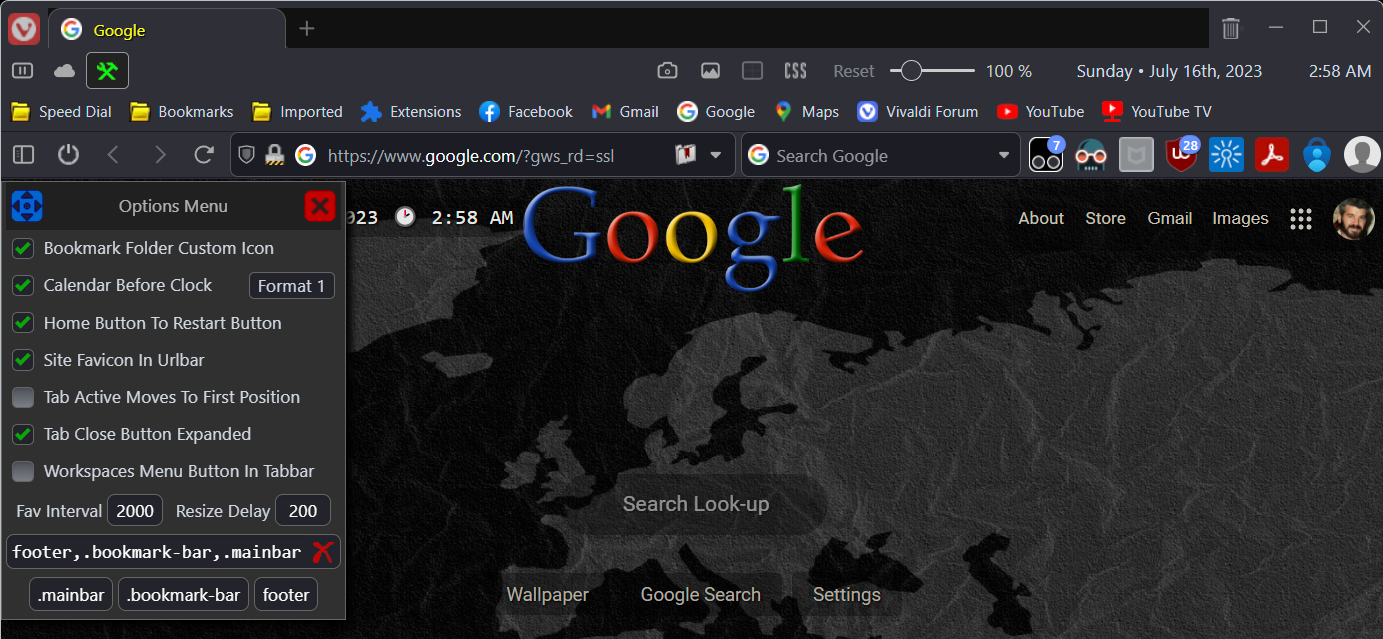 Google
CSS Reset 100 % Sunday • July 16th, 2023 2:58 AM
Speed Dial Bookmarks Imported Extensions Facebook Gmail Google Maps Vivaldi Forum YouTube YouTube TV
https://www.google.com/?gws_rd=ssl Search Google 7 28
Options Menu
023 2:58 AM Google About Store Gmail Images
Bookmark Folder Custom Icon
Calendar Before Clock Format 1
Home Button To Restart Button
Site Favicon In Urlbar
Tab Active Moves To First Position
Tab Close Button Expanded
Workspaces Menu Button In Tabbar
Fav Interval 2000 Resize Delay 200
footer,.bookmark-bar,.mainbar
.mainbar .bookmark-bar footer
Search Look-up
Wallpaper Google Search Settings